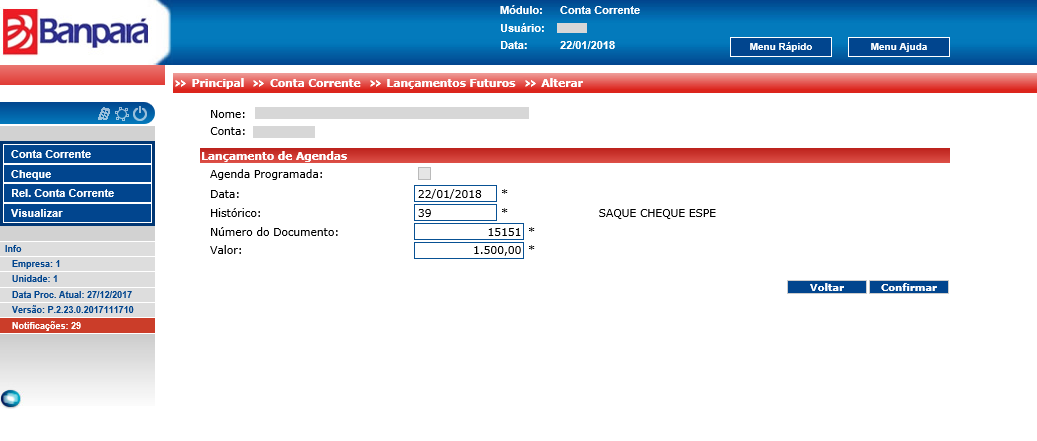 Banpará
Módulo: Conta Corrente
Usuário:
Data: 22/01/2018
Menu Rápido Menu Ajuda
>> Principal >> Conta Corrente >> Lançamentos Futuros >> Alterar
Nome:
Conta:
Conta Corrente
Cheque
Rel. Conta Corrente
Visualizar
Info
Empresa: 1
Unidade: 1
Data Proc. Atual: 27/12/2017
Versão: P.2.23.0.2017111710
Notificações: 29
Lançamento de Agendas
Agenda Programada:
Data: 22/01/2018 *
Histórico: 39 * SAQUE CHEQUE ESPE
Número do Documento: 15151 *
Valor: 1.500,00 *
Voltar Confirmar